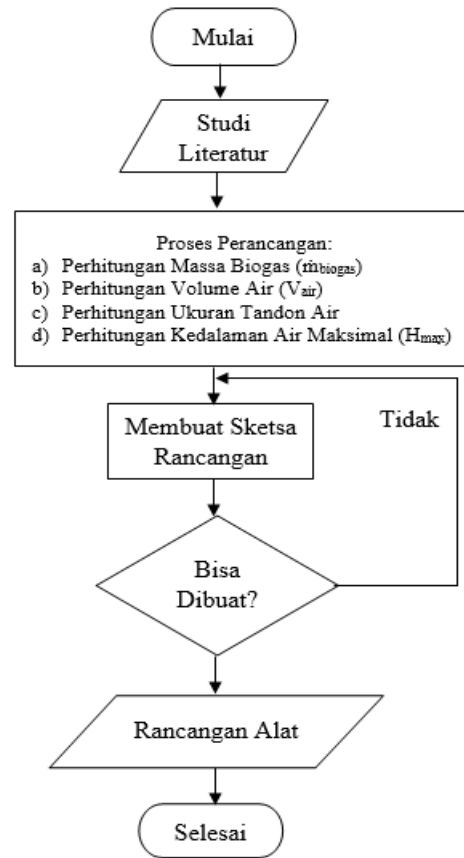 Mulai
Studi
Literatur
Proses Perancangan:
a) Perhitungan Massa Biogas (ṁbiogas)
b) Perhitungan Volume Air (Vair)
c) Perhitungan Ukuran Tandon Air
d) Perhitungan Kedalaman Air Maksimal (Hmax)
Tidak
Membuat Sketsa
Rancangan
Bisa
Dibuat?
Rancangan Alat
Selesai